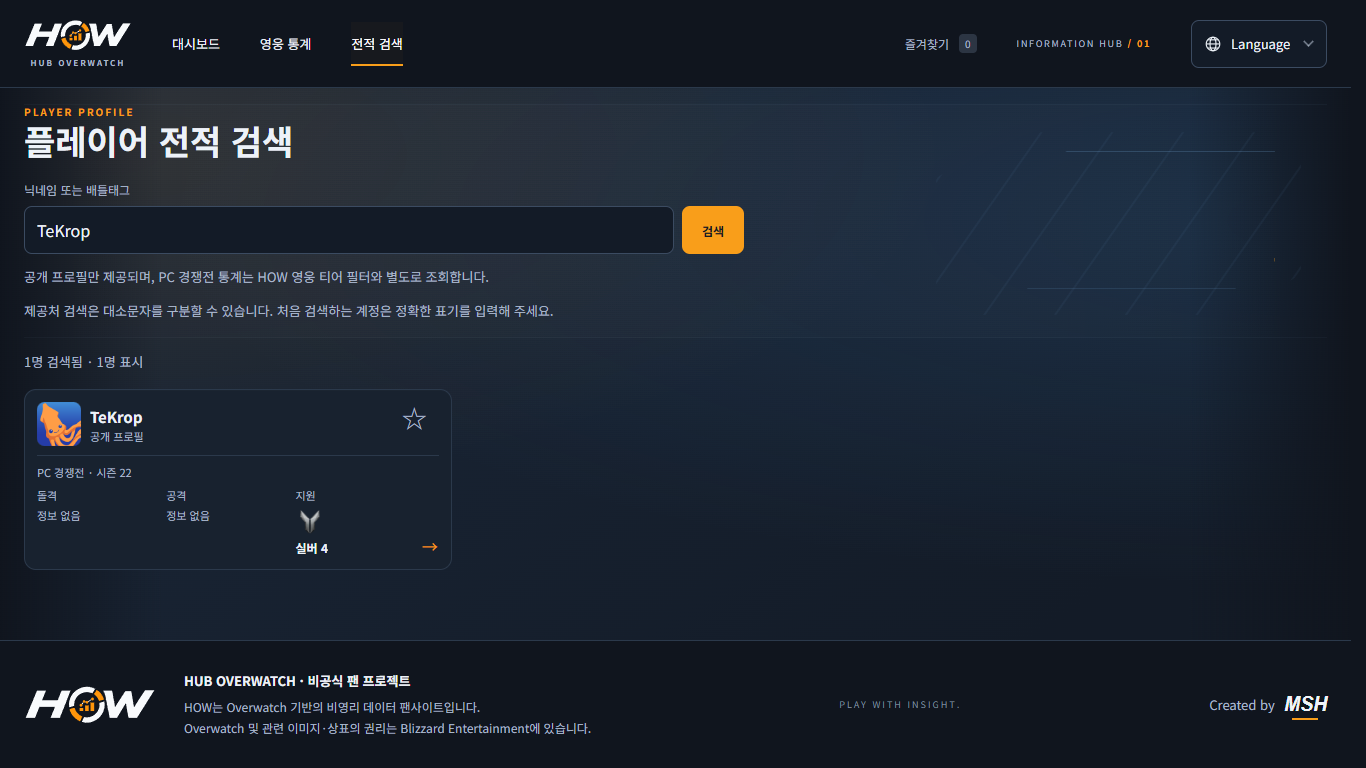 HOW
HUB OVERWATCH
대시보드
영웅 통계
전적 검색
즐겨찾기 0
INFORMATION HUB / 01
Language
PLAYER PROFILE
플레이어 전적 검색
닉네임 또는 배틀태그
TeKrop
검색
공개 프로필만 제공되며, PC 경쟁전 통계는 HOW 영웅 티어 필터와 별도로 조회합니다.
제공처 검색은 대소문자를 구분할 수 있습니다. 처음 검색하는 계정은 정확한 표기를 입력해 주세요.
1명 검색됨 · 1명 표시
TeKrop
공개 프로필
PC 경쟁전 · 시즌 22
돌격 공격 지원
정보 없음 정보 없음
실버 4
→
HOW
HUB OVERWATCH · 비공식 팬 프로젝트
HOW는 Overwatch 기반의 비영리 데이터 팬사이트입니다.
Overwatch 및 관련 이미지·상표의 권리는 Blizzard Entertainment에 있습니다.
PLAY WITH INSIGHT.
Created by MSH